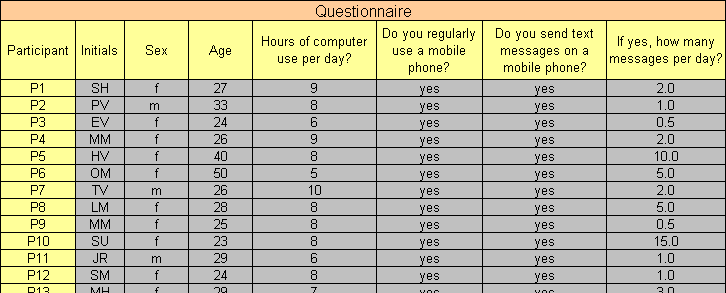 Questionnaire
Participant Initials Sex Age Hours of computer use per day? Do you regularly use a mobile phone? Do you send text messages on a mobile phone? If yes, how many messages per day?
P1 SH f 27 9 yes yes 2.0
P2 PV m 33 8 yes yes 1.0
P3 EV f 24 6 yes yes 0.5
P4 MM f 26 9 yes yes 2.0
P5 HV f 40 8 yes yes 10.0
P6 OM f 50 5 yes yes 5.0
P7 TV m 26 10 yes yes 2.0
P8 LM f 28 8 yes yes 5.0
P9 MM f 25 8 yes yes 0.5
P10 SU f 23 8 yes yes 15.0
P11 JR m 29 6 yes yes 1.0
P12 SM f 24 8 yes yes 1.0
P13 MH f 29 7 yes yes 3.0